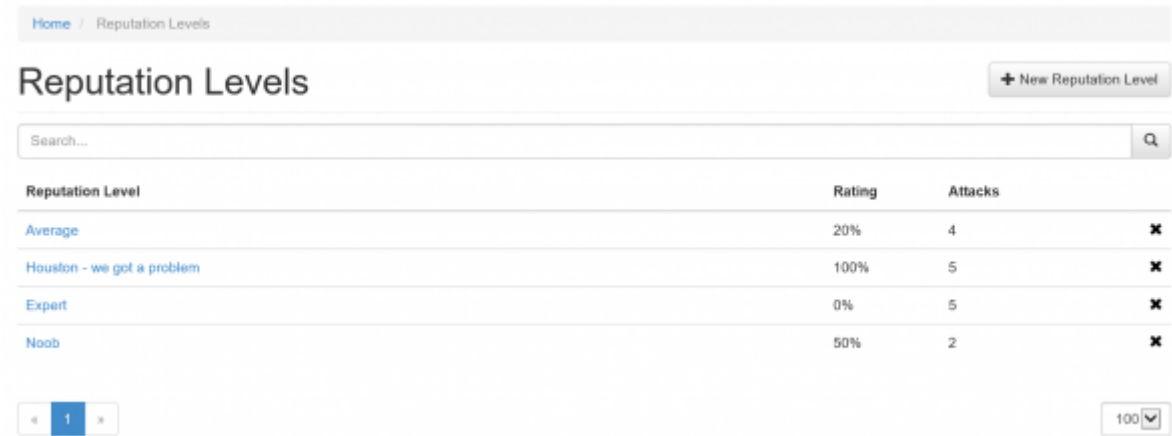 Home / Reputation Levels
Reputation Levels
+ New Reputation Level
Search...
Reputation Level Rating Attacks
Average 20% 4 ✖
Houston - we got a problem 100% 5 ✖
Expert 0% 5 ✖
Noob 50% 2 ✖
« 1 » 100